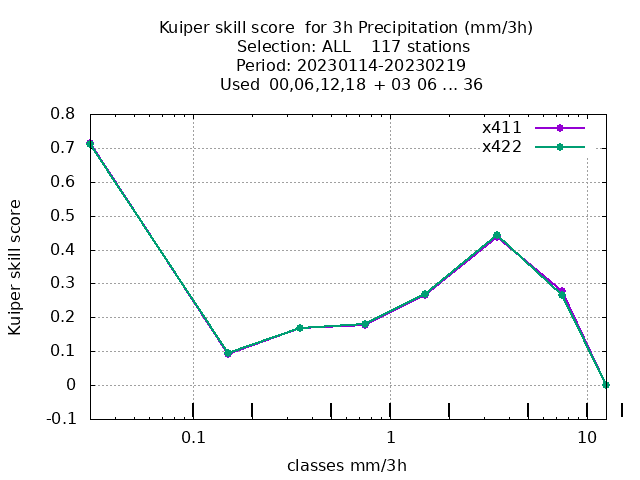 Kuiper skill score  for 3h Precipitation (mm/3h)
Selection: ALL    117 stations
Period: 20230114-20230219
Used  00,06,12,18  + 03 06 ... 36
x411
x422
0.8
0.7
0.6
0.5
0.4
0.3
0.2
0.1
0
-0.1
Kuiper skill score
0.1 1 10
classes mm/3h